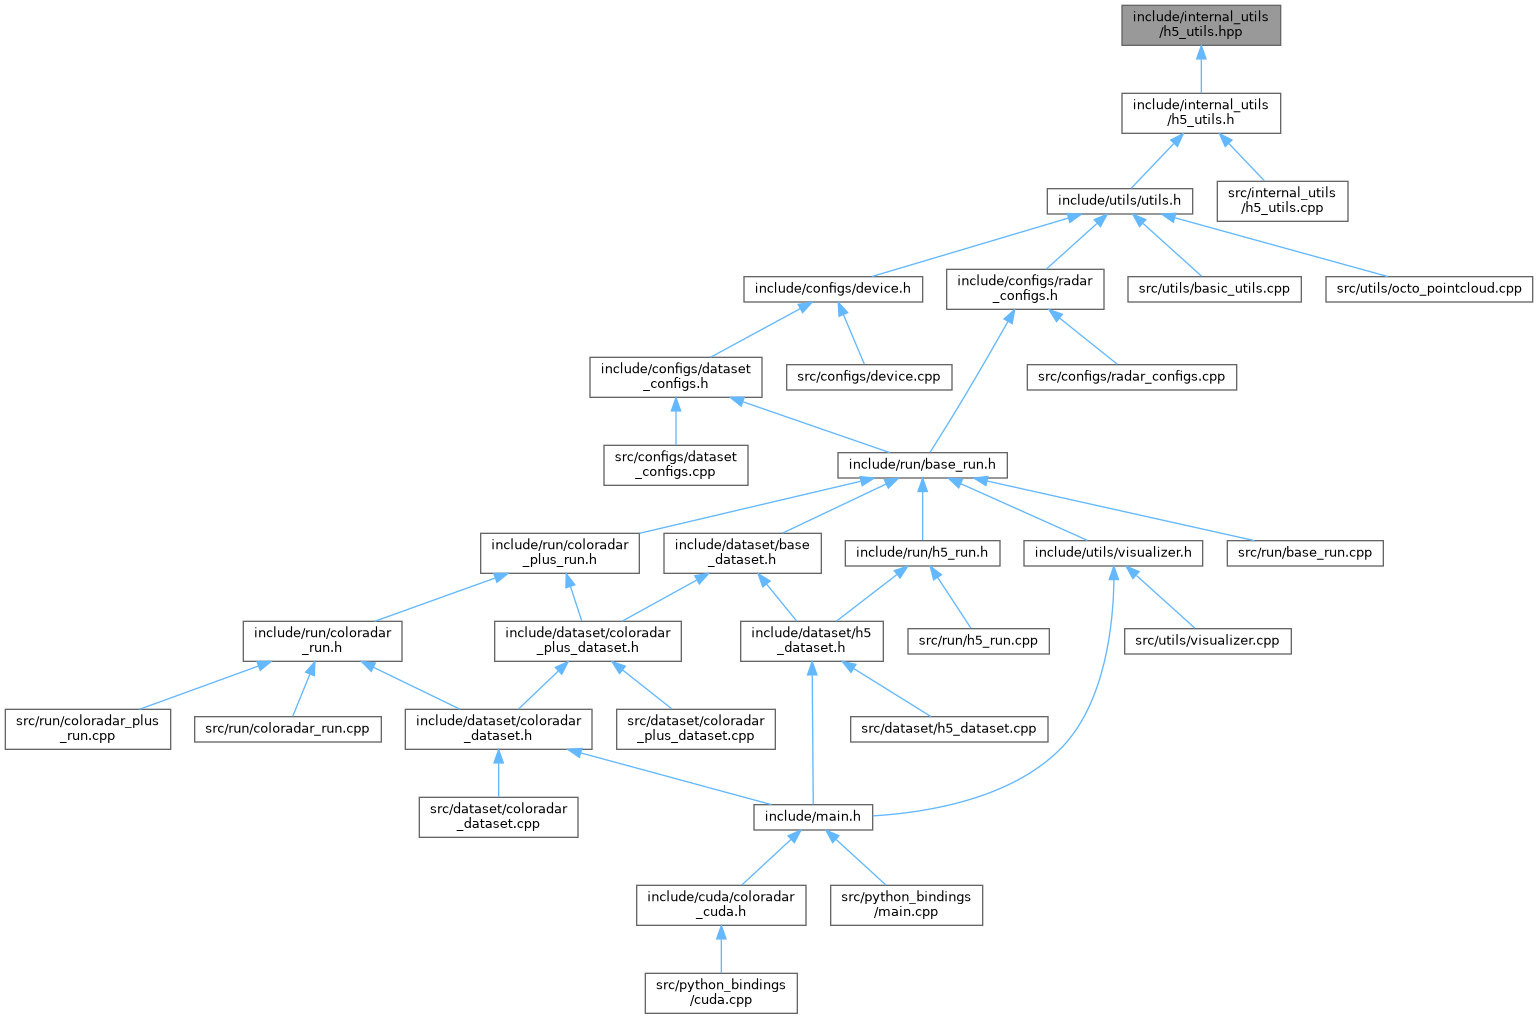 include/internal_utils
/h5_utils.hpp
include/internal_utils
/h5_utils.h
include/utils/utils.h
src/internal_utils
/h5_utils.cpp
include/configs/device.h
include/configs/radar
_configs.h
src/utils/basic_utils.cpp
src/utils/octo_pointcloud.cpp
include/configs/dataset
_configs.h
src/configs/device.cpp
src/configs/radar_configs.cpp
src/configs/dataset
_configs.cpp
include/run/base_run.h
include/run/coloradar
_plus_run.h
include/dataset/base
_dataset.h
include/run/h5_run.h
include/utils/visualizer.h
src/run/base_run.cpp
include/run/coloradar
_run.h
include/dataset/coloradar
_plus_dataset.h
include/dataset/h5
_dataset.h
src/run/h5_run.cpp
src/utils/visualizer.cpp
src/run/coloradar_plus
_run.cpp
src/run/coloradar_run.cpp
include/dataset/coloradar
_dataset.h
src/dataset/coloradar
_plus_dataset.cpp
src/dataset/h5_dataset.cpp
src/dataset/coloradar
_dataset.cpp
include/main.h
include/cuda/coloradar
_cuda.h
src/python_bindings
/main.cpp
src/python_bindings
/cuda.cpp